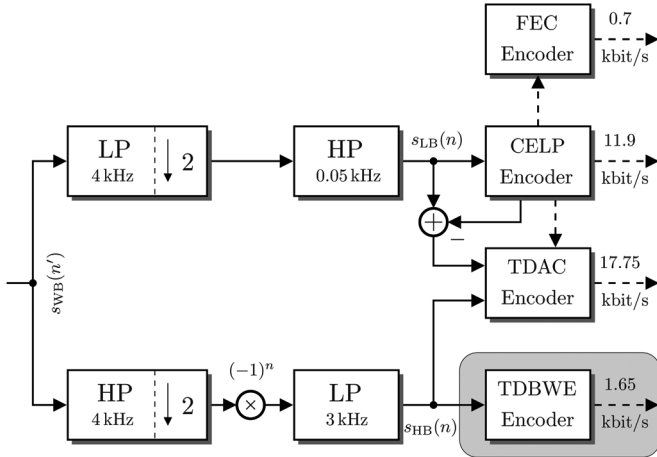 FEC
Encoder
0.7
kbit/s
LP
4 kHz
↓ 2
HP
0.05 kHz
s_LB(n)
CELP
Encoder
11.9
kbit/s
+
−
s_WB(n′)
TDAC
Encoder
17.75
kbit/s
HP
4 kHz
↓ 2
(−1)^n
×
LP
3 kHz
s_HB(n)
TDBWE
Encoder
1.65
kbit/s